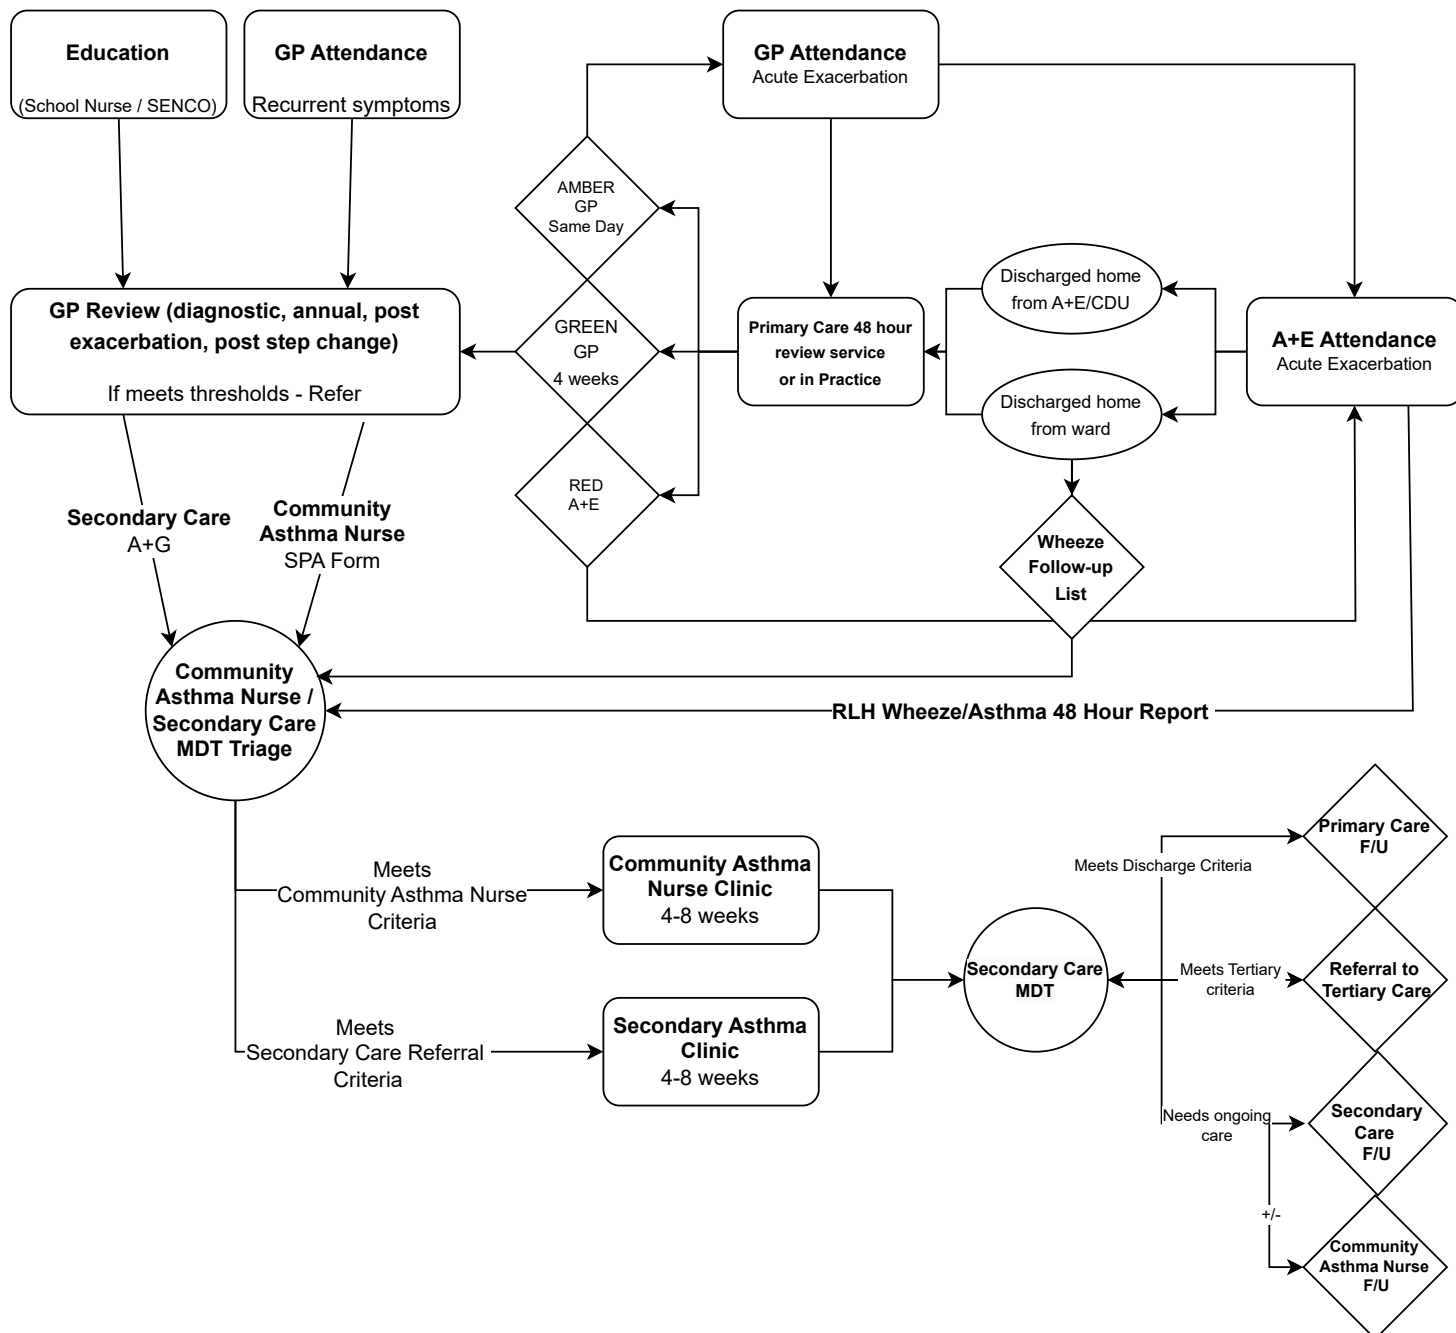 Education
(School Nurse / SENCO)
GP Attendance
Recurrent symptoms
GP Attendance
Acute Exacerbation
AMBER
GP
Same Day
GREEN
GP
4 weeks
RED
A+E
GP Review (diagnostic, annual, post
exacerbation, post step change)
If meets thresholds - Refer
Primary Care 48 hour
review service
or in Practice
Discharged home
from A+E/CDU
Discharged home
from ward
A+E Attendance
Acute Exacerbation
Secondary Care
A+G
Community
Asthma Nurse
SPA Form
Wheeze
Follow-up
List
Community
Asthma Nurse /
Secondary Care
MDT Triage
RLH Wheeze/Asthma 48 Hour Report
Meets
Community Asthma Nurse
Criteria
Community Asthma
Nurse Clinic
4-8 weeks
Meets
Secondary Care Referral
Criteria
Secondary Asthma
Clinic
4-8 weeks
Secondary Care
MDT
Meets Discharge Criteria
Primary Care
F/U
Meets Tertiary
criteria
Referral to
Tertiary Care
Needs ongoing
care
Secondary
Care
F/U
+/-
Community
Asthma Nurse
F/U